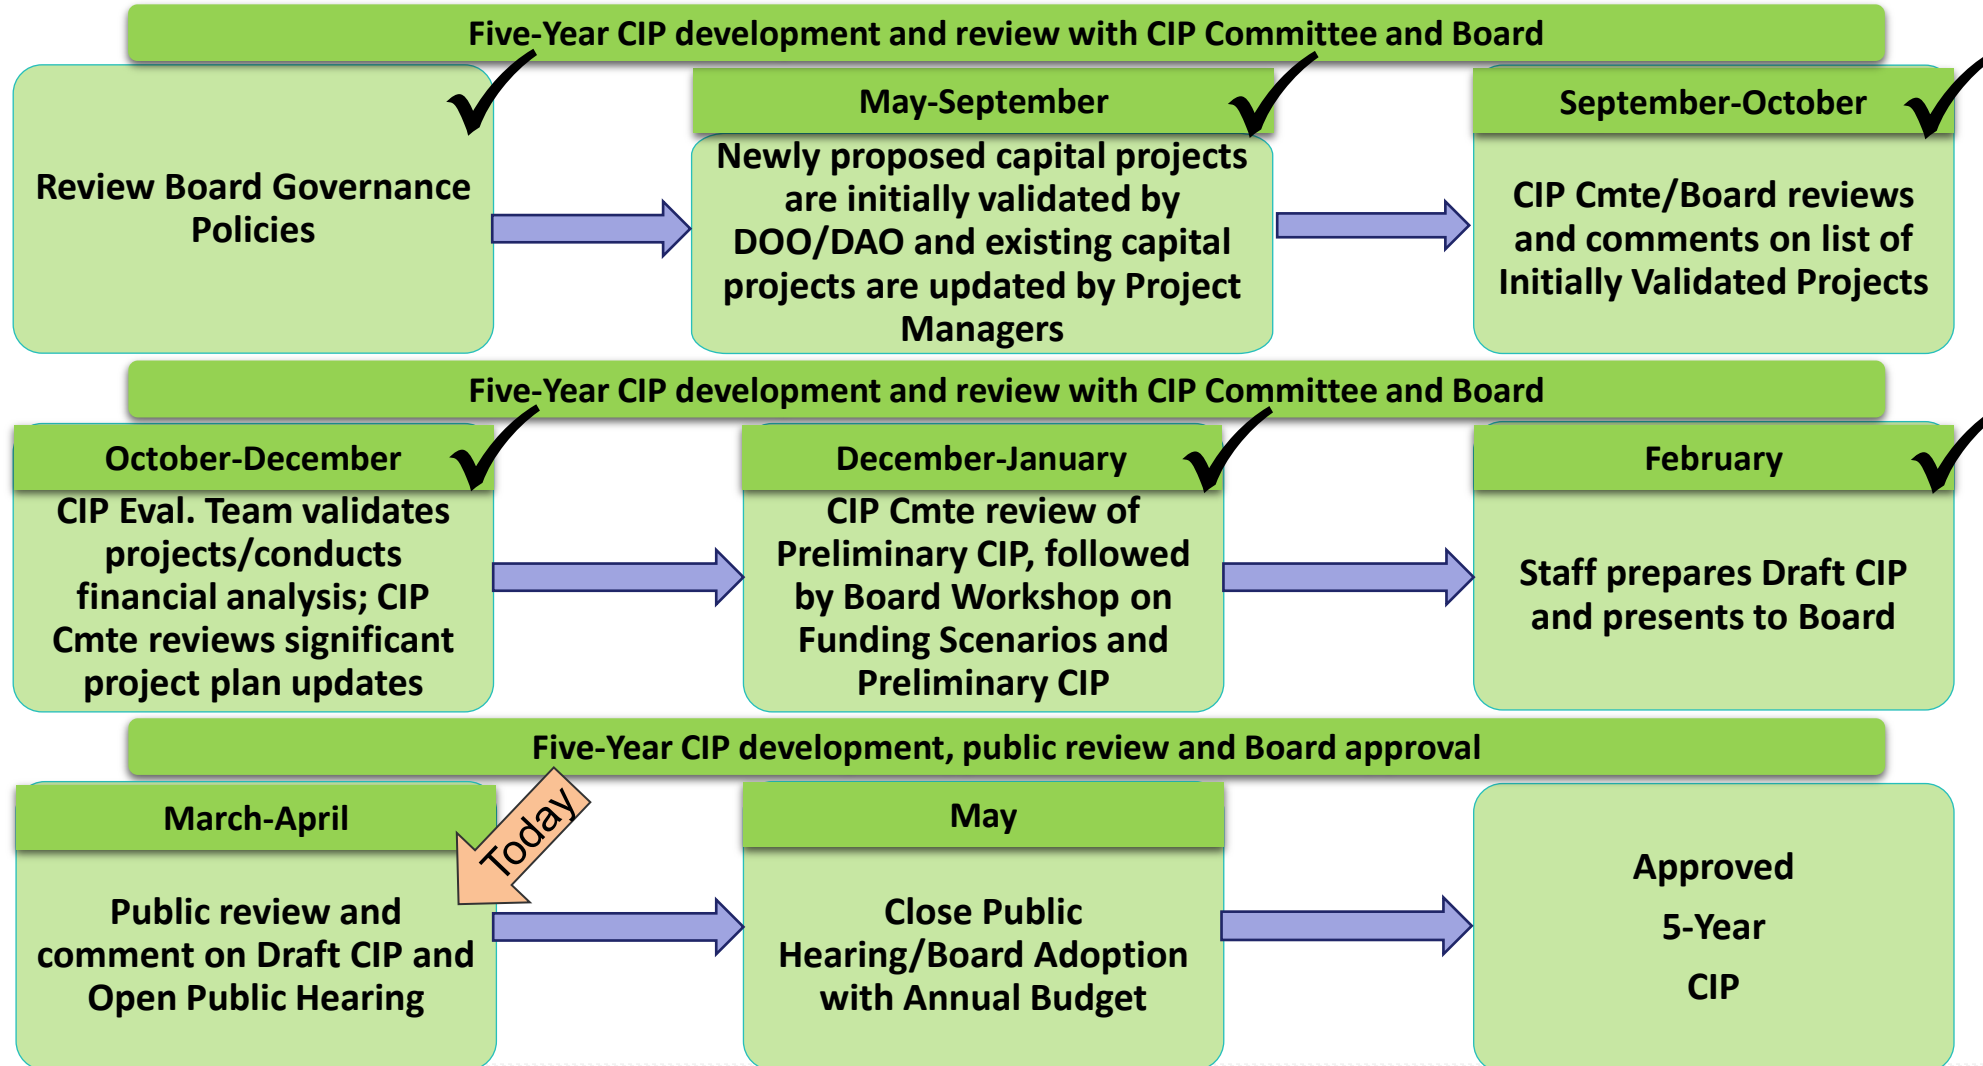 Five-Year CIP development and review with CIP Committee and Board
Review Board Governance
Policies
May-September
Newly proposed capital projects
are initially validated by
DOO/DAO and existing capital
projects are updated by Project
Managers
September-October
CIP Cmte/Board reviews
and comments on list of
Initially Validated Projects
Five-Year CIP development and review with CIP Committee and Board
October-December
CIP Eval. Team validates
projects/conducts
financial analysis; CIP
Cmte reviews significant
project plan updates
December-January
CIP Cmte review of
Preliminary CIP, followed
by Board Workshop on
Funding Scenarios and
Preliminary CIP
February
Staff prepares Draft CIP
and presents to Board
Five-Year CIP development, public review and Board approval
March-April
Today
Public review and
comment on Draft CIP and
Open Public Hearing
May
Close Public
Hearing/Board Adoption
with Annual Budget
Approved
5-Year
CIP